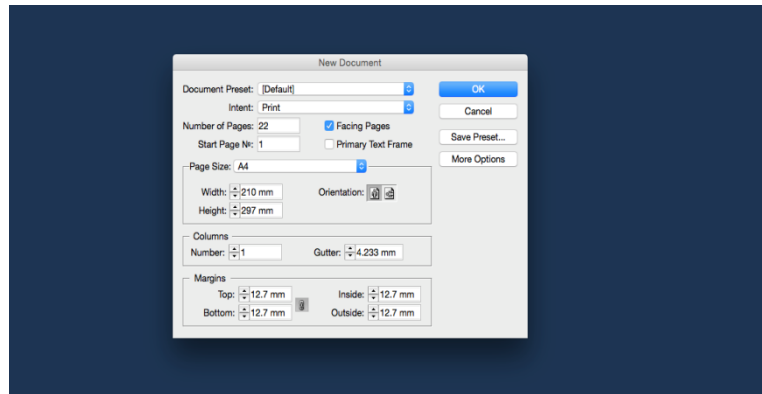 New Document
Document Preset: [Default] OK
Intent: Print Cancel
Number of Pages: 22 Facing Pages Save Preset...
Start Page №: 1 Primary Text Frame
Page Size: A4 More Options
Width: 210 mm Orientation:
Height: 297 mm
Columns
Number: 1 Gutter: 4.233 mm
Margins
Top: 12.7 mm Inside: 12.7 mm
Bottom: 12.7 mm Outside: 12.7 mm